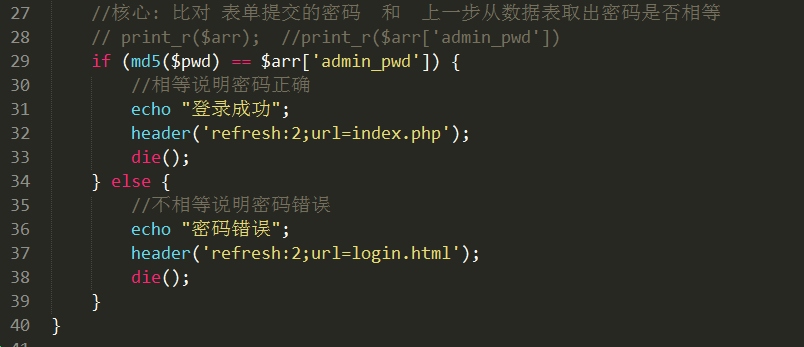 27 //核心: 比对 表单提交的密码 和 上一步从数据表取出密码是否相等
28 // print_r($arr); //print_r($arr['admin_pwd'])
29 if (md5($pwd) == $arr['admin_pwd']) {
30 //相等说明密码正确
31 echo "登录成功";
32 header('refresh:2;url=index.php');
33 die();
34 } else {
35 //不相等说明密码错误
36 echo "密码错误";
37 header('refresh:2;url=login.html');
38 die();
39 }
40 }